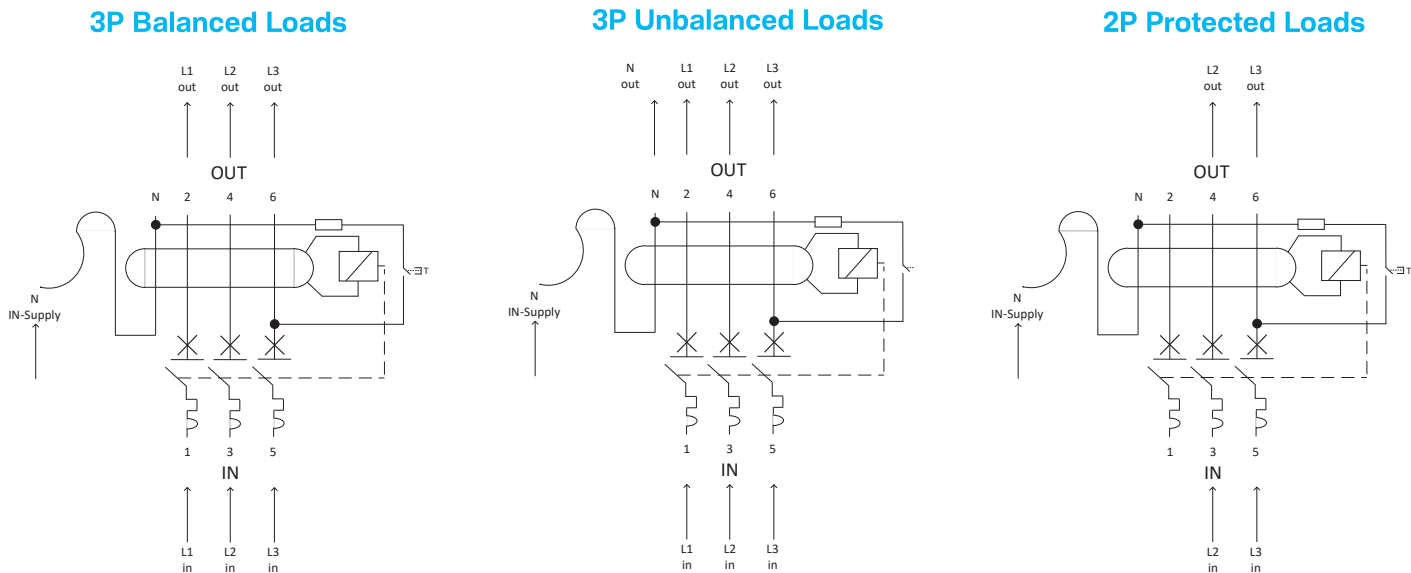 3P Balanced Loads
L1 L2 L3
out out out
OUT
N 2 4 6
T
N
IN-Supply
1 3 5
IN
L1 L2 L3
in in in
3P Unbalanced Loads
N L1 L2 L3
out out out out
OUT
N 2 4 6
N
IN-Supply
1 3 5
IN
L1 L2 L3
in in in
2P Protected Loads
L2 L3
out out
OUT
N 2 4 6
T
N
IN-Supply
1 3 5
IN
L2 L3
in in